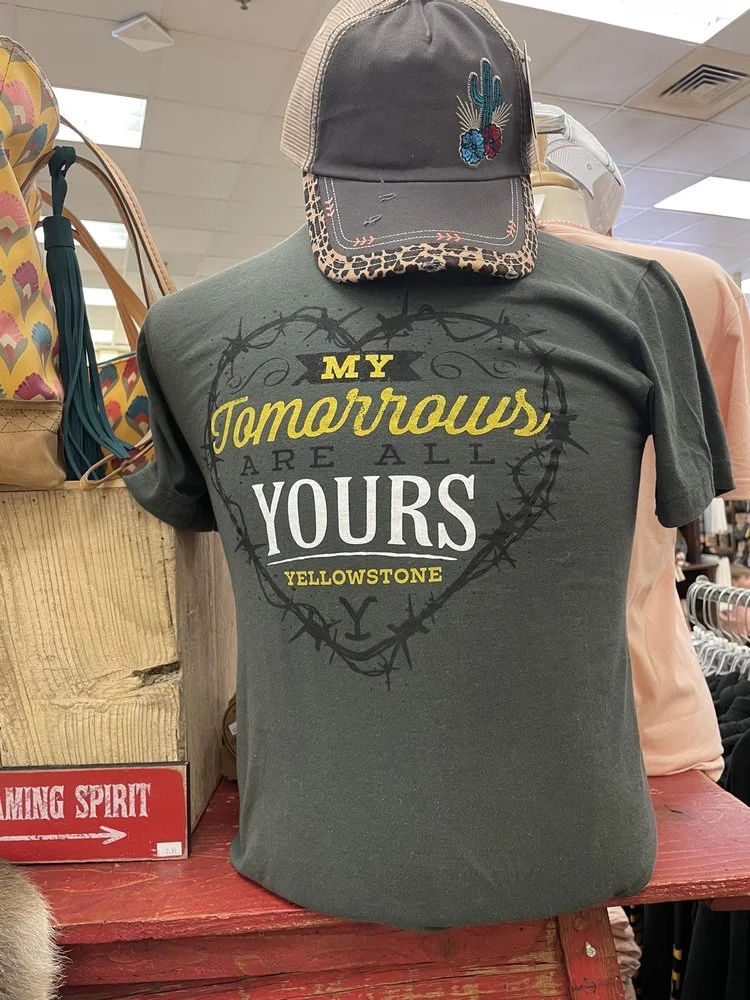 MY
Tomorrows
ARE ALL
YOURS
YELLOWSTONE
Y
AMING SPIRIT